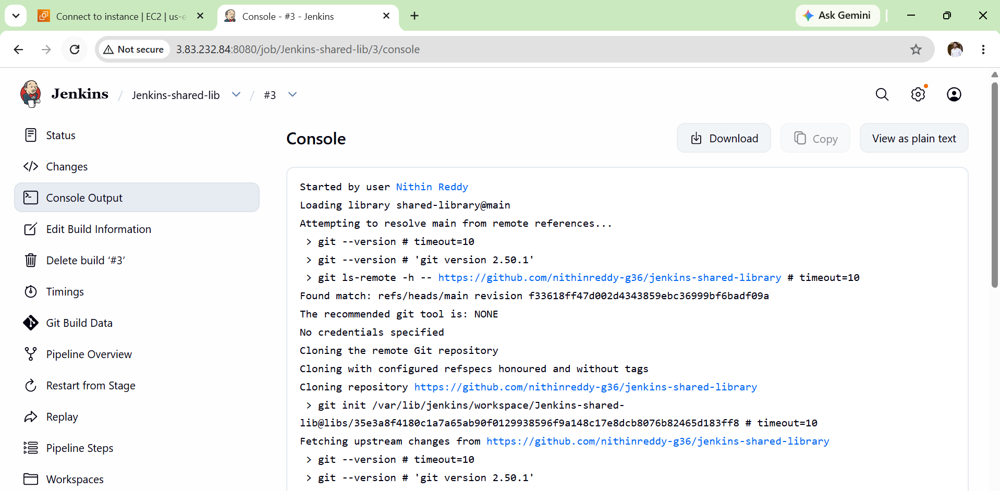 Connect to instance | EC2 | us-e
Console - #3 - Jenkins
Ask Gemini
Not secure
3.83.232.84:8080/job/Jenkins-shared-lib/3/console
Jenkins / Jenkins-shared-lib / #3
Status
Changes
Console Output
Edit Build Information
Delete build ‘#3’
Timings
Git Build Data
Pipeline Overview
Restart from Stage
Replay
Pipeline Steps
Workspaces
Console
Download
Copy
View as plain text
Started by user Nithin Reddy
Loading library shared-library@main
Attempting to resolve main from remote references...
 > git --version # timeout=10
 > git --version # 'git version 2.50.1'
 > git ls-remote -h -- https://github.com/nithinreddy-g36/jenkins-shared-library # timeout=10
Found match: refs/heads/main revision f33618ff47d002d4343859ebc36999bf6badf09a
The recommended git tool is: NONE
No credentials specified
Cloning the remote Git repository
Cloning with configured refspecs honoured and without tags
Cloning repository https://github.com/nithinreddy-g36/jenkins-shared-library
 > git init /var/lib/jenkins/workspace/Jenkins-shared-
lib@libs/35e3a8f4180c1a7a65ab90f0129938596f9a148c17e8dcb8076b82465d183ff8 # timeout=10
Fetching upstream changes from https://github.com/nithinreddy-g36/jenkins-shared-library
 > git --version # timeout=10
 > git --version # 'git version 2.50.1'